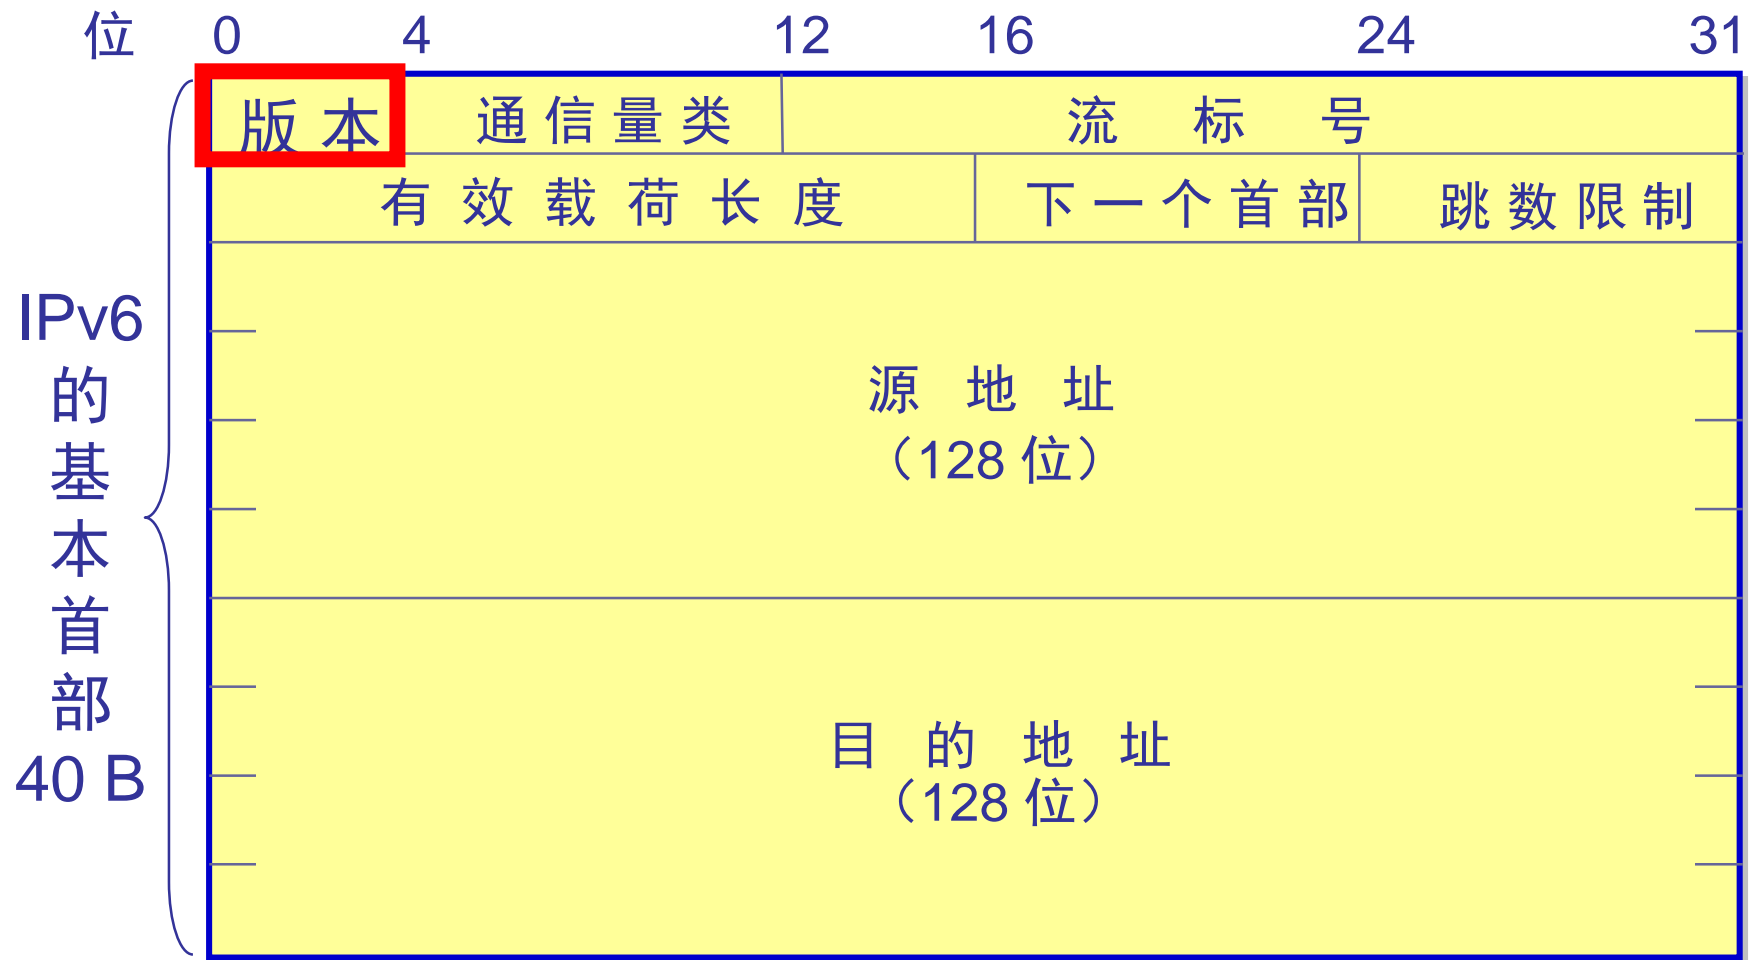 位 0 4 12 16 24 31
版本 通信量类 流标号
有效载荷长度 下一个首部 跳数限制
源地址
（128 位）
目的地址
（128 位）
IPv6
的
基
本
首
部
40 B